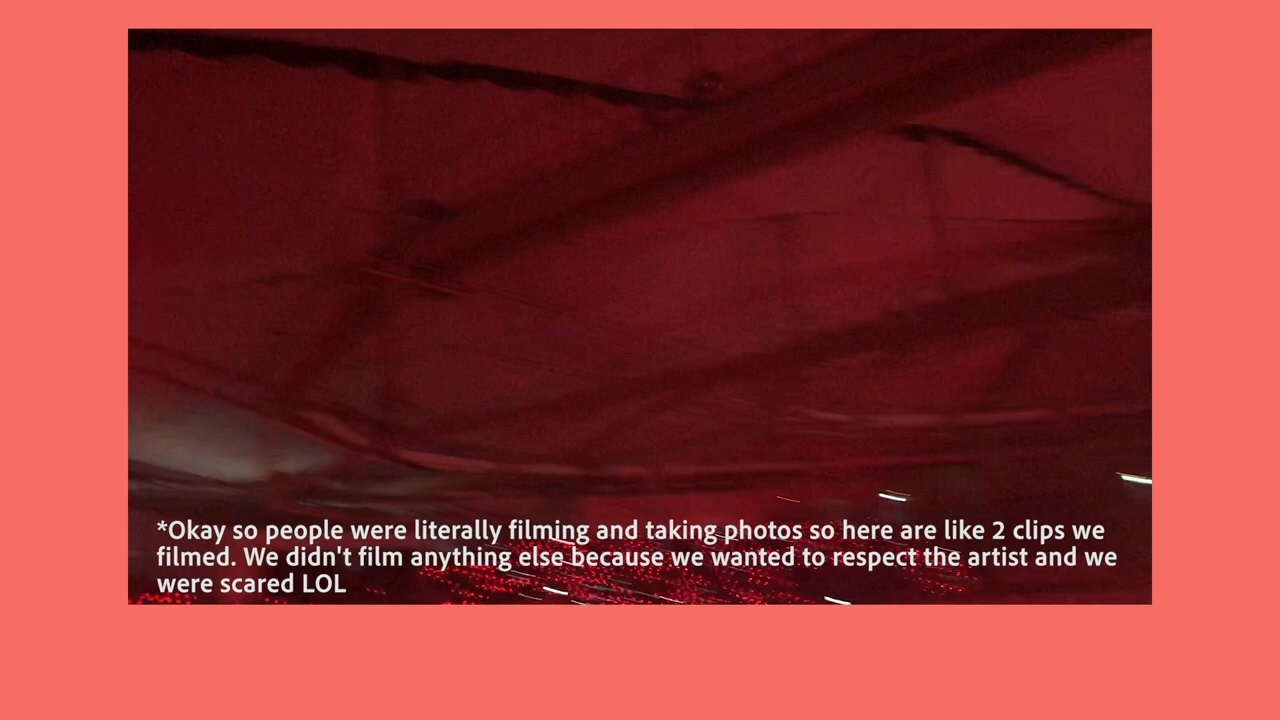 *Okay so people were literally filming and taking photos so here are like 2 clips we
filmed. We didn't film anything else because we wanted to respect the artist and we
were scared LOL